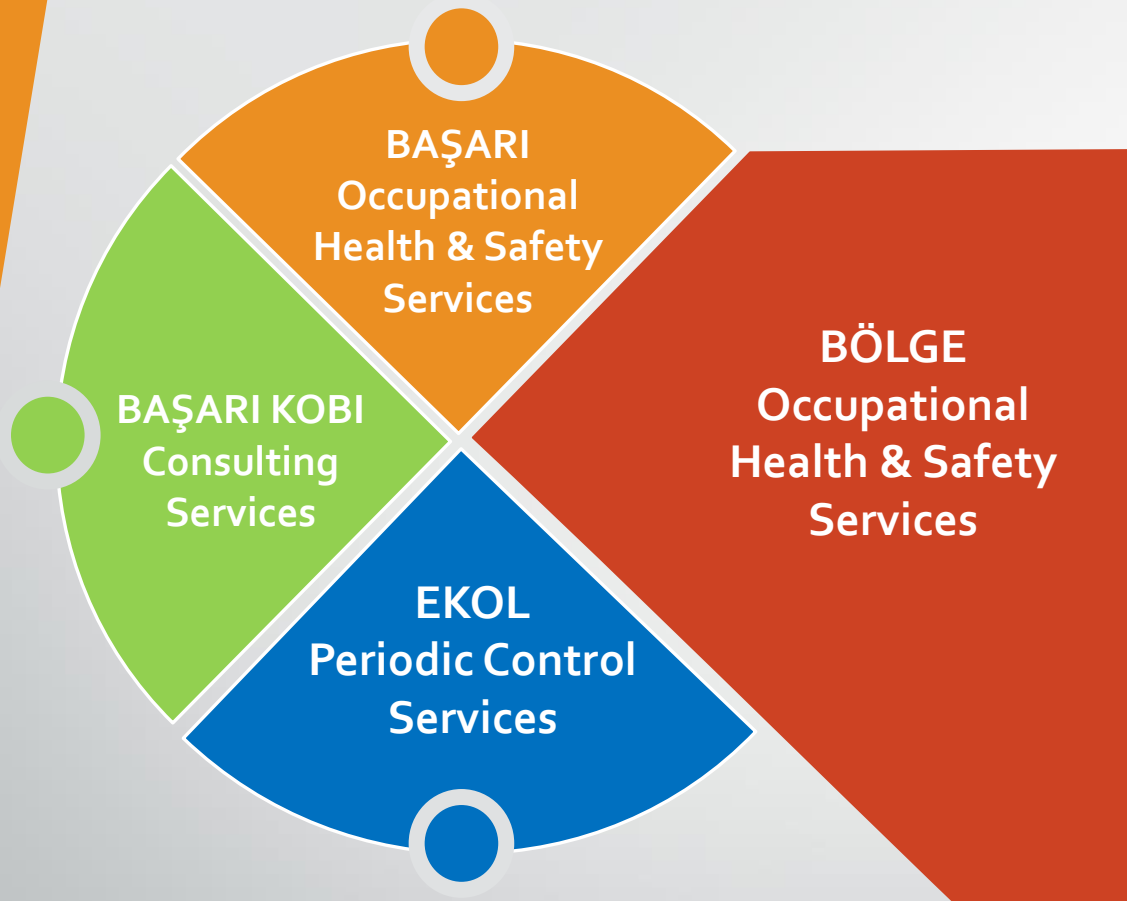 BAŞARI
Occupational
Health & Safety
Services
BAŞARI KOBI
Consulting
Services
BÖLGE
Occupational
Health & Safety
Services
EKOL
Periodic Control
Services